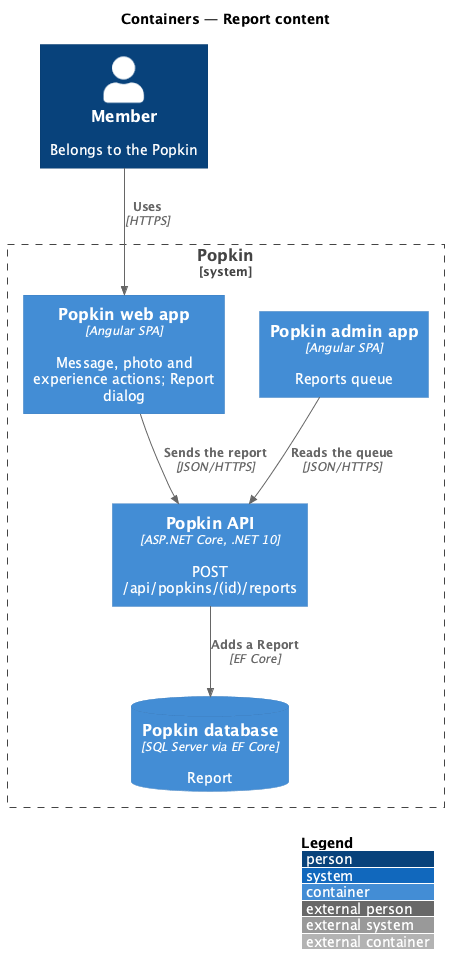 Containers — Report content
Member
Belongs to the Popkin
Uses
[HTTPS]
Popkin
[system]
Popkin web app
[Angular SPA]
Message, photo and
experience actions; Report
dialog
Popkin admin app
[Angular SPA]
Reports queue
Sends the report
[JSON/HTTPS]
Reads the queue
[JSON/HTTPS]
Popkin API
[ASP.NET Core, .NET 10]
POST
/api/popkins/(id)/reports
Adds a Report
[EF Core]
Popkin database
[SQL Server via EF Core]
Report
Legend
person
system
container
external person
external system
external container